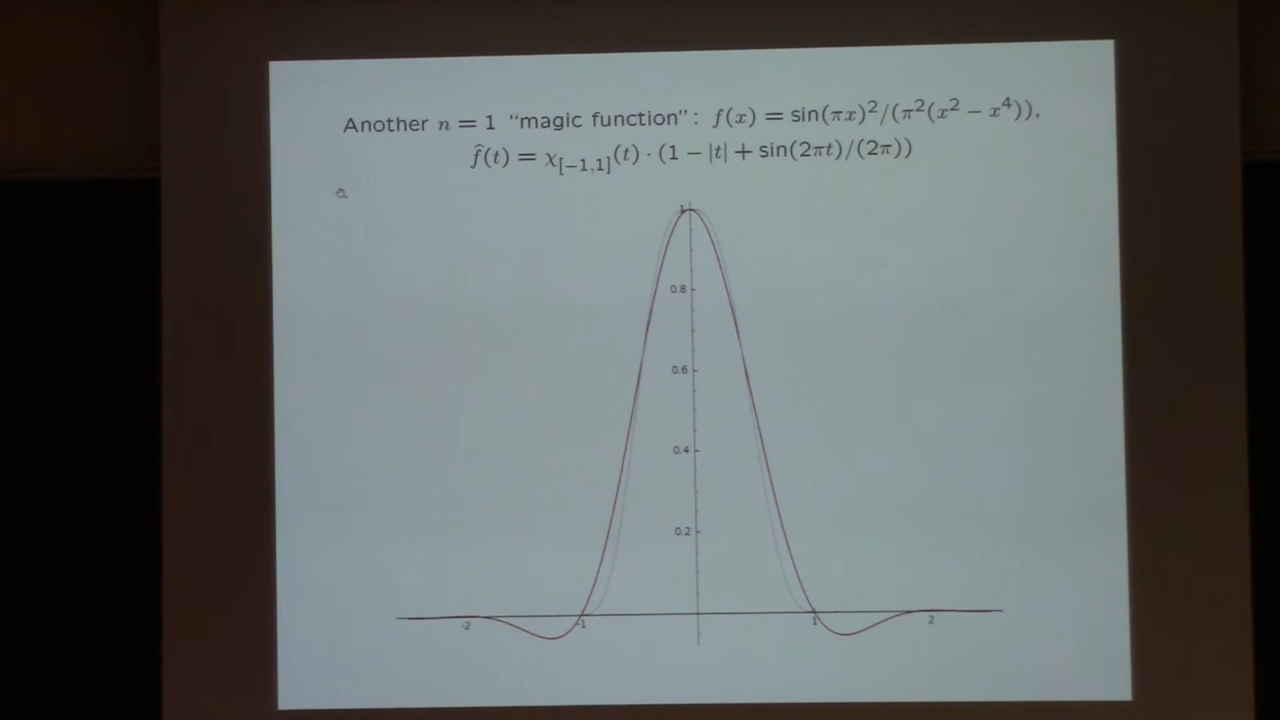 Another n = 1 “magic function”: f(x) = sin(πx)²/(π²(x² − x⁴)),
f̂(t) = χ[−1,1](t) · (1 − |t| + sin(2πt)/(2π))
1
0.8
0.6
0.4
0.2
-2 -1 1 2